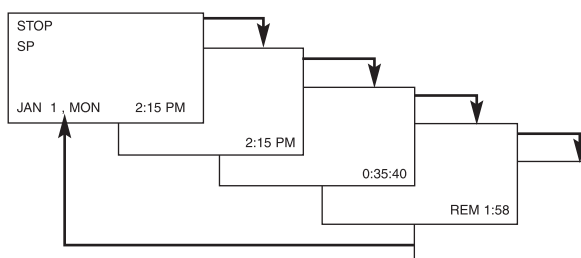 STOP
SP
JAN 1 , MON 2:15 PM
2:15 PM
0:35:40
REM 1:58